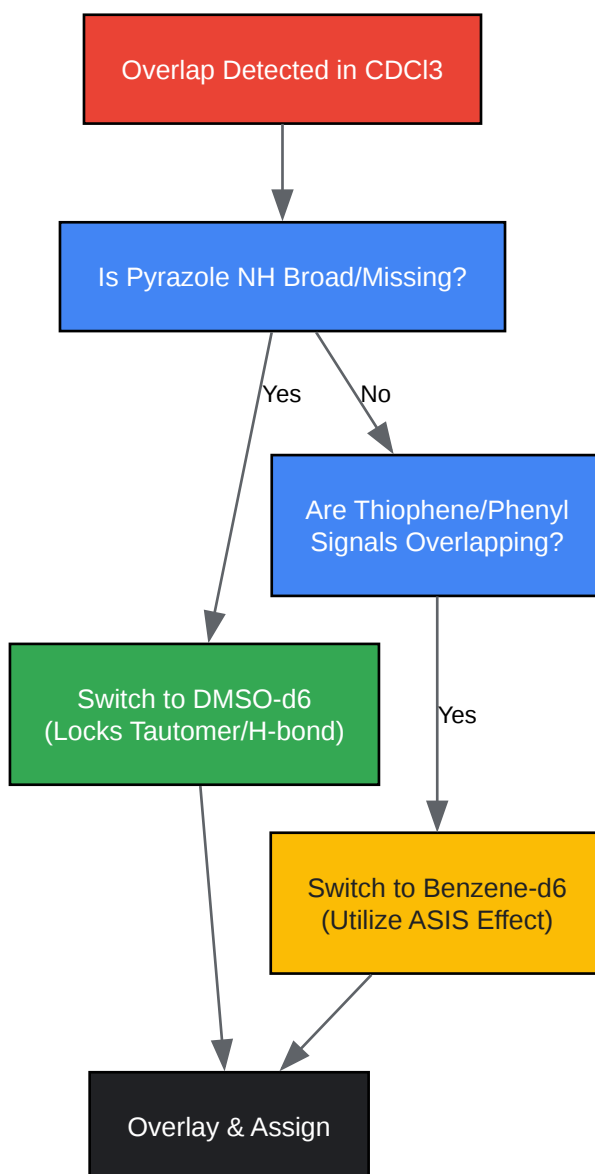 Overlap Detected in CDCl3
Is Pyrazole NH Broad/Missing?
Yes
No
Are Thiophene/Phenyl
Signals Overlapping?
Switch to DMSO-d6
(Locks Tautomer/H-bond)
Yes
Switch to Benzene-d6
(Utilize ASIS Effect)
Overlay & Assign